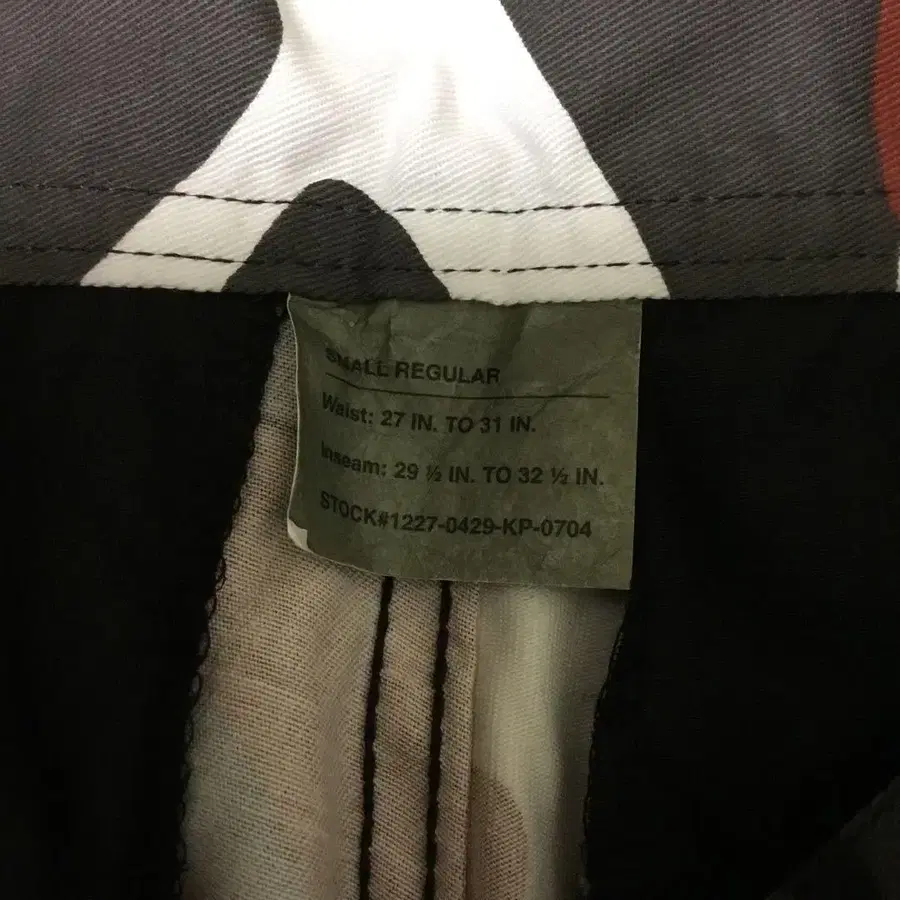 SMALL REGULAR
Waist: 27 IN. TO 31 IN.
Inseam: 29 ½ IN. TO 32 ½ IN.
STOCK#1227-0429-KP-0704